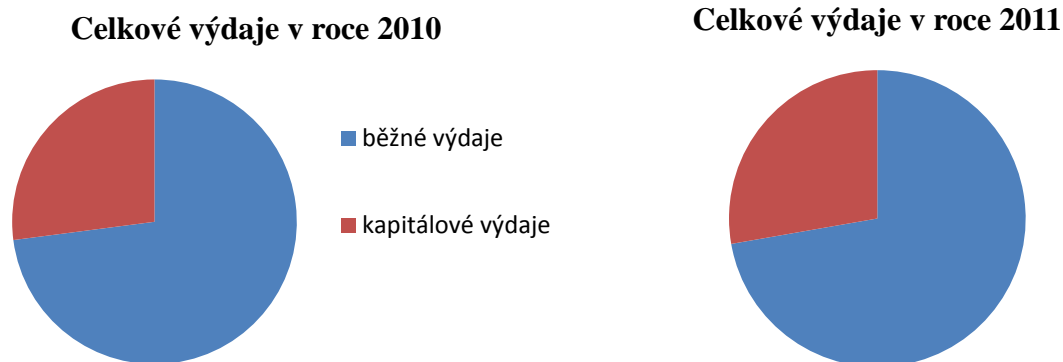 Celkové výdaje v roce 2010
běžné výdaje
kapitálové výdaje
Celkové výdaje v roce 2011